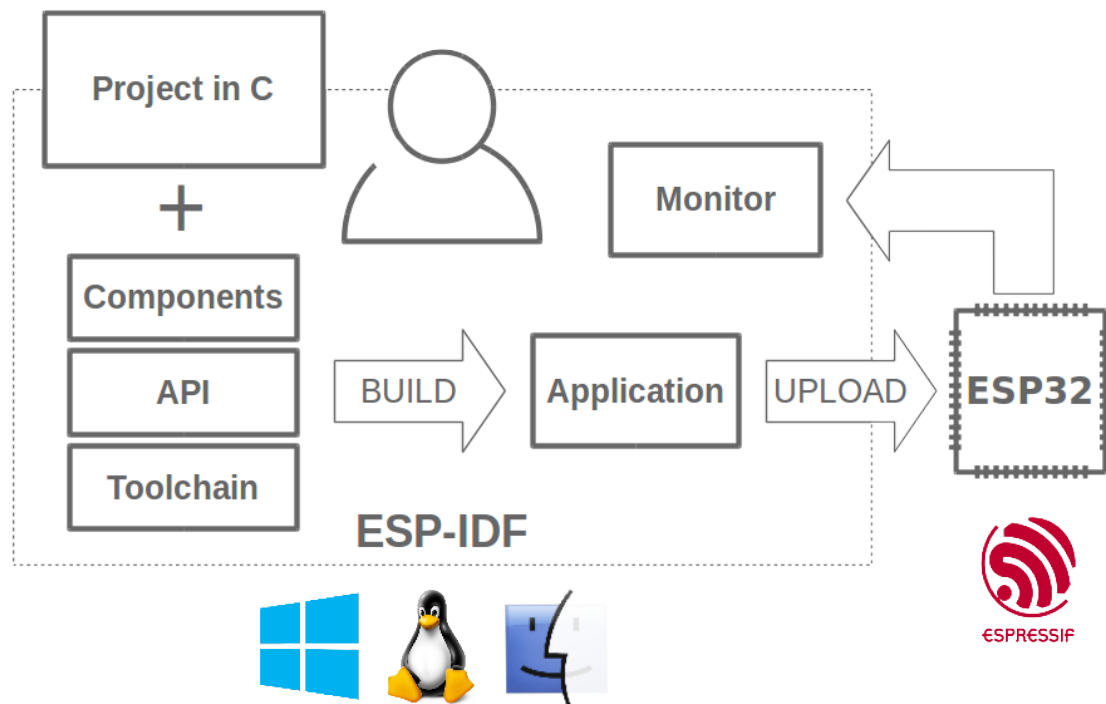 Project in C
+
Monitor
Components
API
BUILD
Application
UPLOAD
ESP32
Toolchain
ESP-IDF
ESPRESSIF